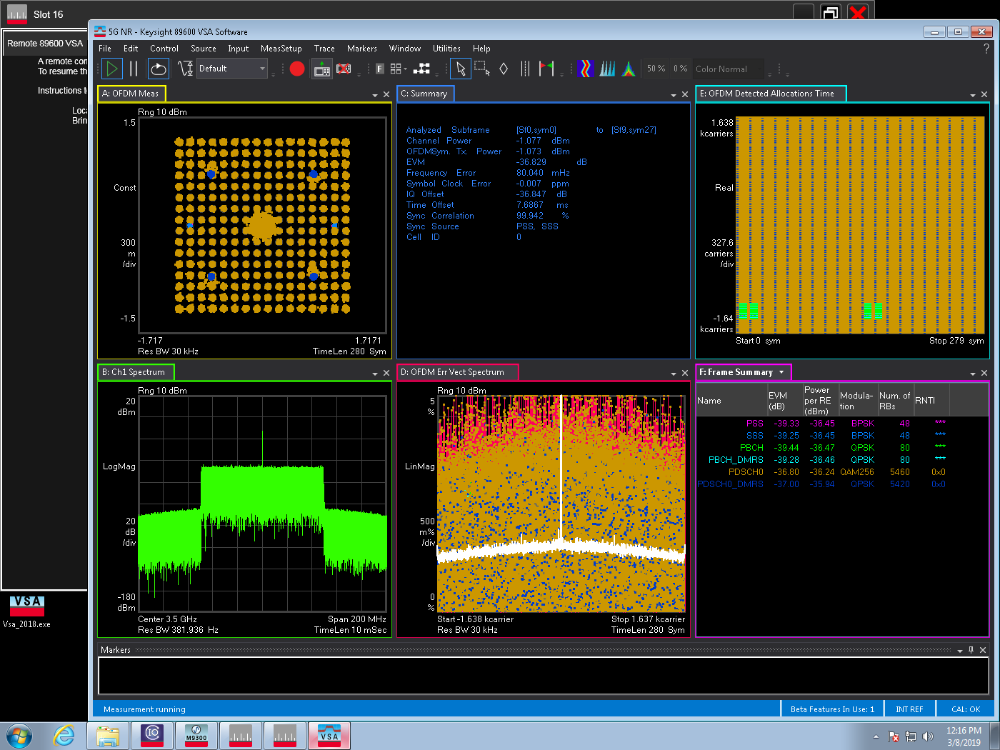 Slot 16
5G NR - Keysight 89600 VSA Software
Remote 89600 VSA
A remote con
To resume th
Instructions to
Loca
Brin
File Edit Control Source Input MeasSetup Trace Markers Window Utilities Help
?
Default
F
50 % 0 % Color Normal
A: OFDM Meas
Rng 10 dBm
1.5
Const
300
m
/div
-1.5
-1.717 1.7171
Res BW 30 kHz TimeLen 280 Sym
C: Summary
Analyzed Subframe [Sf0,sym0] to [Sf9,sym27]
Channel Power -1.077 dBm
OFDMSym. Tx. Power -1.073 dBm
EVM -36.829 dB
Frequency Error 80.040 mHz
Symbol Clock Error -0.007 ppm
IQ Offset -36.847 dB
Time Offset 7.6867 ms
Sync Correlation 99.942 %
Sync Source PSS, SSS
Cell ID 0
E: OFDM Detected Allocations Time
1.638
kcarriers
Real
327.6
carriers
/div
-1.64
kcarriers
Start 0 sym Stop 279 sym
B: Ch1 Spectrum
Rng 10 dBm
20
dBm
LogMag
20
dB
/div
-180
dBm
Center 3.5 GHz Span 200 MHz
Res BW 381.936 Hz TimeLen 10 mSec
D: OFDM Err Vect Spectrum
Rng 10 dBm
5
%
LinMag
500
m%
/div
0
%
Start -1.638 kcarrier Stop 1.637 kcarrier
Res BW 30 kHz TimeLen 280 Sym
F: Frame Summary
Name EVM (dB) Power per RE (dBm) Modula-tion Num. of RBs RNTI
PSS -39.33 -36.45 BPSK 48 ***
SSS -39.25 -36.45 BPSK 48 ***
PBCH -39.44 -36.47 QPSK 80 ***
PBCH_DMRS -39.28 -36.46 QPSK 80 ***
PDSCH0 -36.80 -36.24 QAM256 5460 0x0
PDSCH0_DMRS -37.00 -35.94 QPSK 5420 0x0
VSA
Vsa_2018.exe
Markers
Measurement running
Beta Features In Use: 1 INT REF CAL: OK
IO
M9300
VSA
12:16 PM
3/8/2019